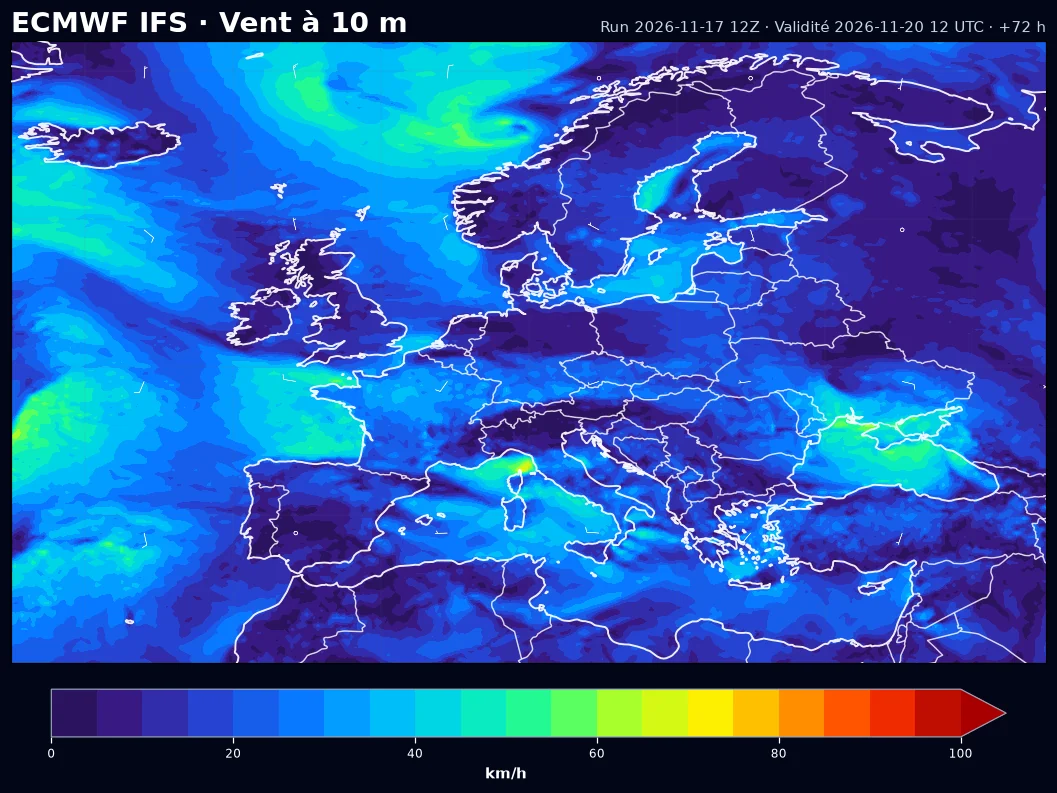 ECMWF IFS · Vent à 10 m
Run 2026-11-17 12Z · Validité 2026-11-20 12 UTC · +72 h
0 20 40 60 80 100
km/h